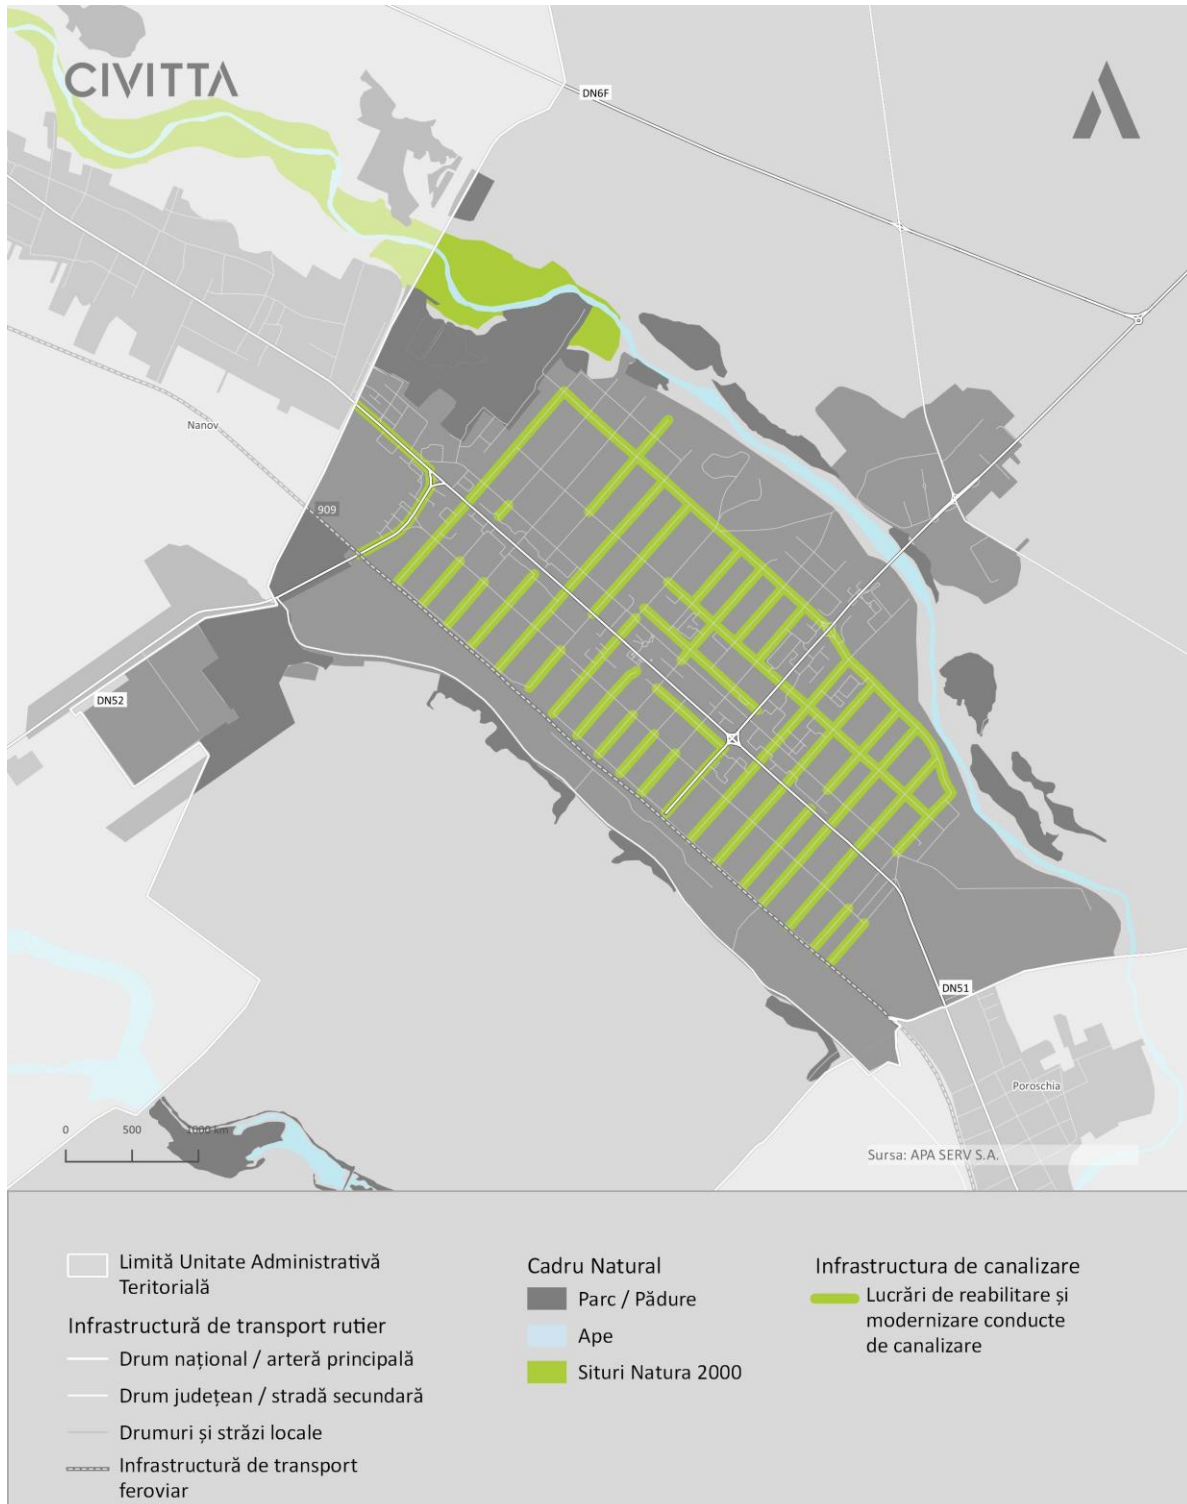 CIVITTA
DN6F
Nanov
909
DN52
DN51
Poroschia
0 500 1000 km
Sursa: APA SERV S.A.
Limită Unitate Administrativă
Teritorială
Infrastructură de transport rutier
Drum național / arteră principală
Drum județean / stradă secundară
Drumuri și străzi locale
Infrastructură de transport
feroviar
Cadru Natural
Parc / Pădure
Ape
Situri Natura 2000
Infrastructura de canalizare
Lucrări de reabilitare și
modernizare conducte
de canalizare